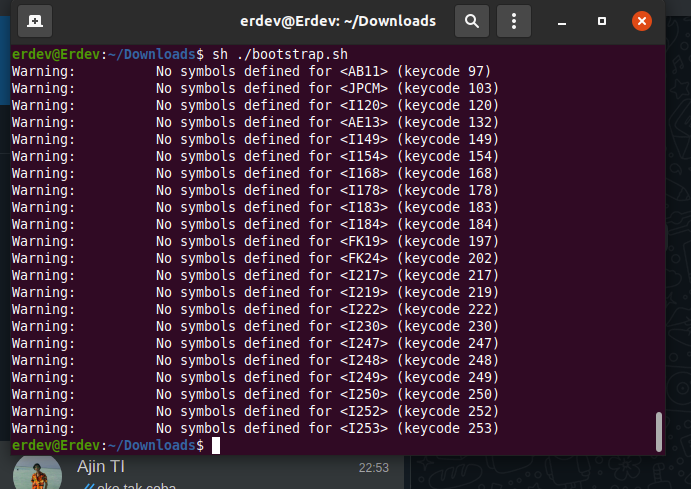 erdev@Erdev: ~/Downloads
erdev@Erdev:~/Downloads$ sh ./bootstrap.sh
Warning:          No symbols defined for <AB11> (keycode 97)
Warning:          No symbols defined for <JPCM> (keycode 103)
Warning:          No symbols defined for <I120> (keycode 120)
Warning:          No symbols defined for <AE13> (keycode 132)
Warning:          No symbols defined for <I149> (keycode 149)
Warning:          No symbols defined for <I154> (keycode 154)
Warning:          No symbols defined for <I168> (keycode 168)
Warning:          No symbols defined for <I178> (keycode 178)
Warning:          No symbols defined for <I183> (keycode 183)
Warning:          No symbols defined for <I184> (keycode 184)
Warning:          No symbols defined for <FK19> (keycode 197)
Warning:          No symbols defined for <FK24> (keycode 202)
Warning:          No symbols defined for <I217> (keycode 217)
Warning:          No symbols defined for <I219> (keycode 219)
Warning:          No symbols defined for <I222> (keycode 222)
Warning:          No symbols defined for <I230> (keycode 230)
Warning:          No symbols defined for <I247> (keycode 247)
Warning:          No symbols defined for <I248> (keycode 248)
Warning:          No symbols defined for <I249> (keycode 249)
Warning:          No symbols defined for <I250> (keycode 250)
Warning:          No symbols defined for <I252> (keycode 252)
Warning:          No symbols defined for <I253> (keycode 253)
erdev@Erdev:~/Downloads$
Ajin TI 22:53
oke tak coba